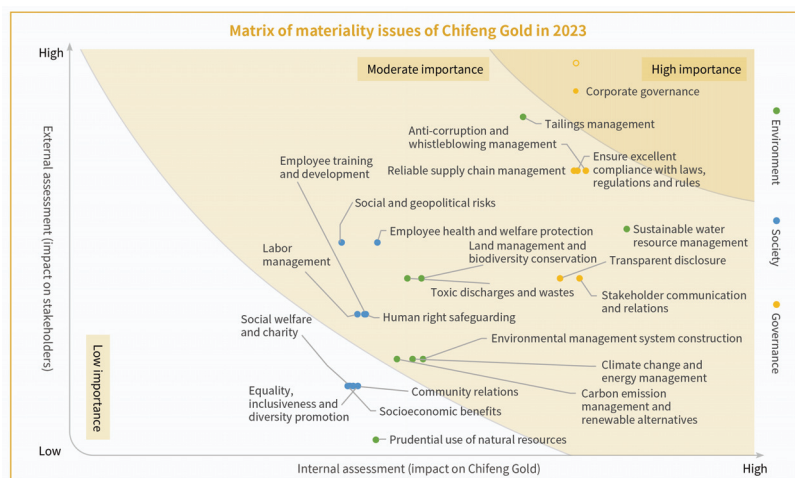 Matrix of materiality issues of Chifeng Gold in 2023
High
Moderate importance
High importance
Corporate governance
Tailings management
Anti-corruption and
whistleblowing management
Employee training
and development
Reliable supply chain management
Ensure excellent
compliance with laws,
regulations and rules
Social and geopolitical risks
Employee health and welfare protection
Sustainable water
resource management
Labor
management
Land management and
biodiversity conservation
Transparent disclosure
Toxic discharges and wastes
Stakeholder communication
and relations
Social welfare
and charity
Human right safeguarding
Environmental management system construction
Climate change and
energy management
Equality,
inclusiveness and
diversity promotion
Community relations
Socioeconomic benefits
Carbon emission
management and
renewable alternatives
Prudential use of natural resources
Low importance
External assessment (impact on stakeholders)
Low
Internal assessment (impact on Chifeng Gold)
High
Environment
Society
Governance